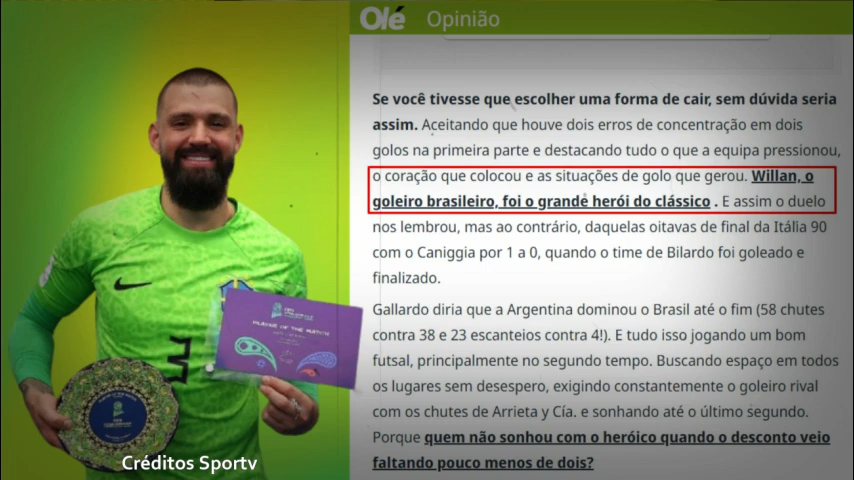 Olé Opinião
Se você tivesse que escolher uma forma de cair, sem dúvida seria
assim. Aceitando que houve dois erros de concentração em dois
golos na primeira parte e destacando tudo o que a equipa pressionou,
o coração que colocou e as situações de golo que gerou. Willan, o
goleiro brasileiro, foi o grande herói do clássico . E assim o duelo
nos lembrou, mas ao contrário, daquelas oitavas de final da Itália 90
com o Caniggia por 1 a 0, quando o time de Bilardo foi goleado e
finalizado.
Gallardo diria que a Argentina dominou o Brasil até o fim (58 chutes
contra 38 e 23 escanteios contra 4!). E tudo isso jogando um bom
futsal, principalmente no segundo tempo. Buscando espaço em todos
os lugares sem desespero, exigindo constantemente o goleiro rival
com os chutes de Arrieta y Cía. e sonhando até o último segundo.
Porque quem não sonhou com o heróico quando o desconto veio
faltando pouco menos de dois?
PLAYER OF THE MATCH
PLAYER OF THE MATCH
Créditos Sportv